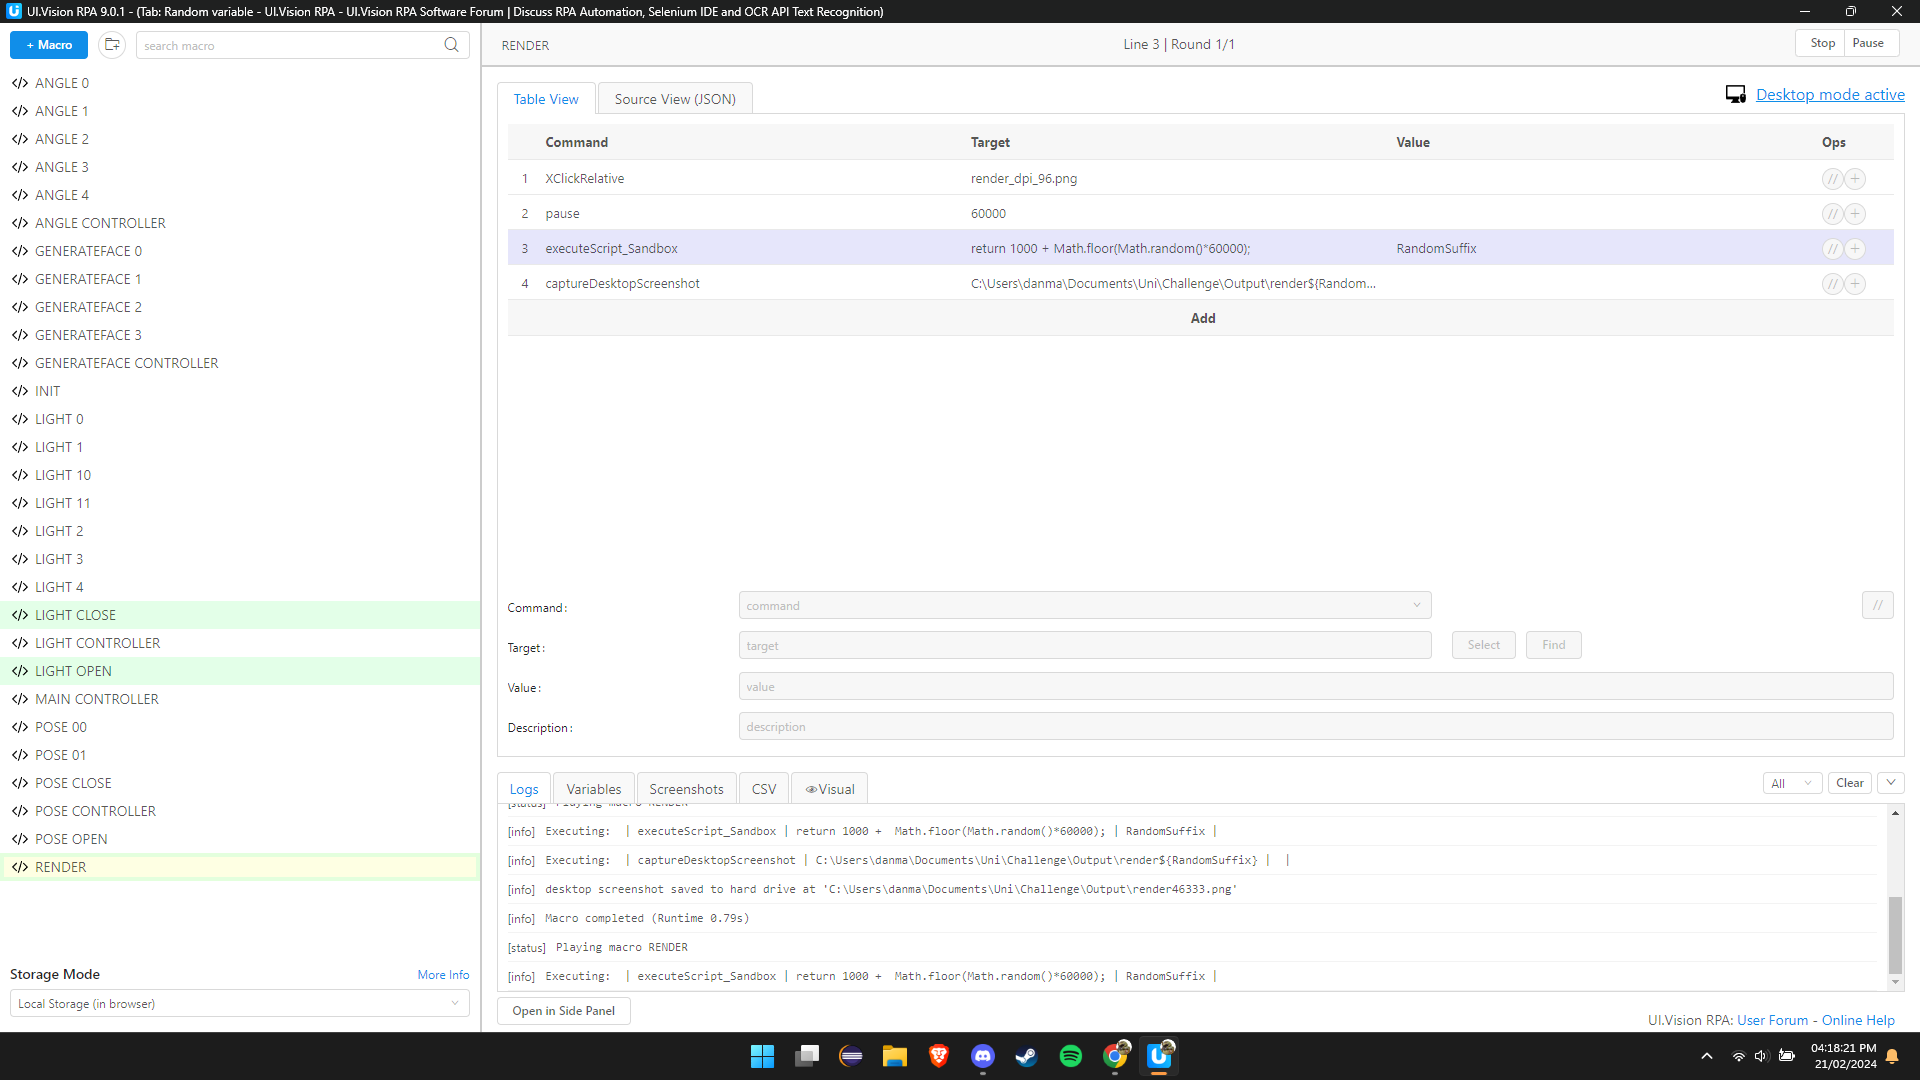 UI.Vision RPA 9.0.1 - (Tab: Random variable - UI.Vision RPA - UI.Vision RPA Software Forum | Discuss RPA Automation, Selenium IDE and OCR API Text Recognition)
+ Macro
search macro
RENDER
Line 3 | Round 1/1
Stop
Pause
ANGLE 0
ANGLE 1
ANGLE 2
ANGLE 3
ANGLE 4
ANGLE CONTROLLER
GENERATEFACE 0
GENERATEFACE 1
GENERATEFACE 2
GENERATEFACE 3
GENERATEFACE CONTROLLER
INIT
LIGHT 0
LIGHT 1
LIGHT 10
LIGHT 11
LIGHT 2
LIGHT 3
LIGHT 4
LIGHT CLOSE
LIGHT CONTROLLER
LIGHT OPEN
MAIN CONTROLLER
POSE 00
POSE 01
POSE CLOSE
POSE CONTROLLER
POSE OPEN
RENDER
Storage Mode
More Info
Local Storage (in browser)
Table View
Source View (JSON)
Desktop mode active
Command Target Value Ops
1 XClickRelative render_dpi_96.png // +
2 pause 60000 // +
3 executeScript_Sandbox return 1000 + Math.floor(Math.random()*60000); RandomSuffix // +
4 captureDesktopScreenshot C:\Users\danma\Documents\Uni\Challenge\Output\render${Random... // +
Add
Command: command //
Target: target Select Find
Value: value
Description: description
Logs Variables Screenshots CSV Visual
All Clear
[status] Playing macro RENDER
[info] Executing: | executeScript_Sandbox | return 1000 + Math.floor(Math.random()*60000); | RandomSuffix |
[info] Executing: | captureDesktopScreenshot | C:\Users\danma\Documents\Uni\Challenge\Output\render${RandomSuffix} | |
[info] desktop screenshot saved to hard drive at 'C:\Users\danma\Documents\Uni\Challenge\Output\render46333.png'
[info] Macro completed (Runtime 0.79s)
[status] Playing macro RENDER
[info] Executing: | executeScript_Sandbox | return 1000 + Math.floor(Math.random()*60000); | RandomSuffix |
Open in Side Panel
UI.Vision RPA: User Forum - Online Help
04:18:21 PM
21/02/2024